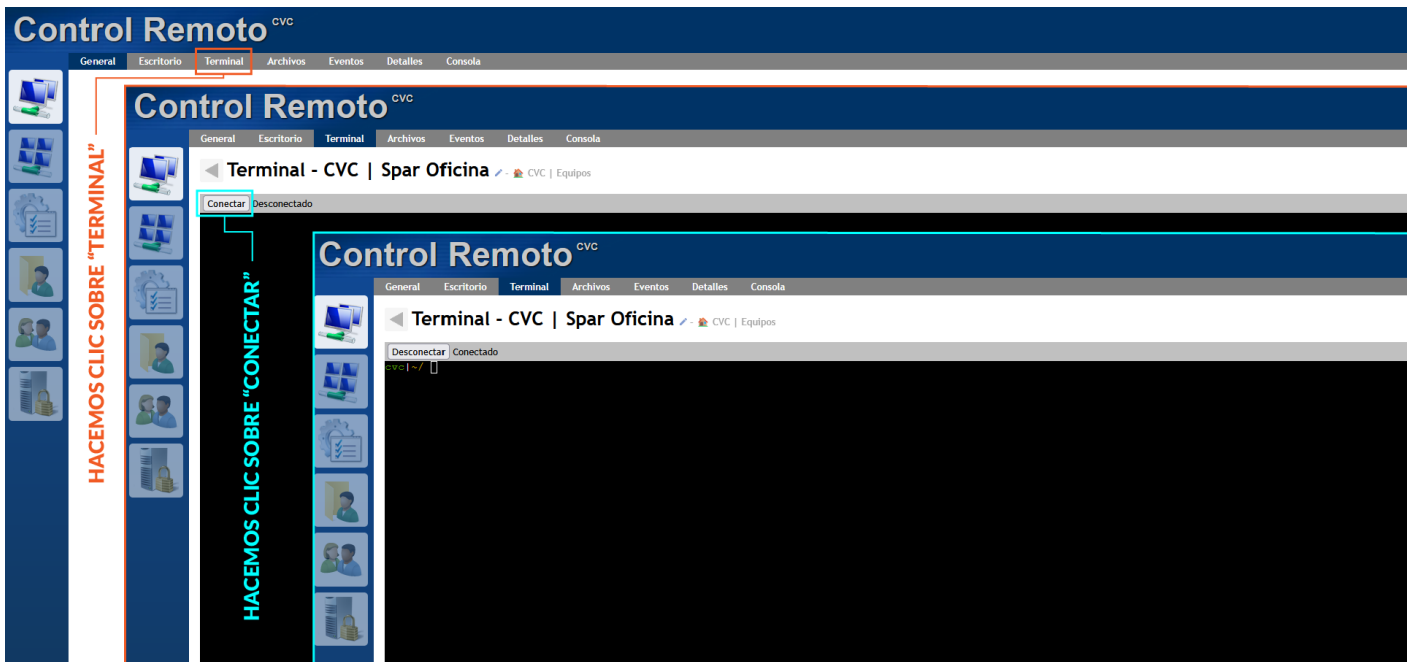 Control Remoto CVC
General Escritorio Terminal Archivos Eventos Detalles Consola
HACEMOS CLIC SOBRE “TERMINAL”
Control Remoto CVC
General Escritorio Terminal Archivos Eventos Detalles Consola
Terminal - CVC | Spar Oficina - CVC | Equipos
Conectar Desconectado
HACEMOS CLIC SOBRE “CONECTAR”
Control Remoto CVC
General Escritorio Terminal Archivos Eventos Detalles Consola
Terminal - CVC | Spar Oficina - CVC | Equipos
Desconectar Conectado
cvc|~/